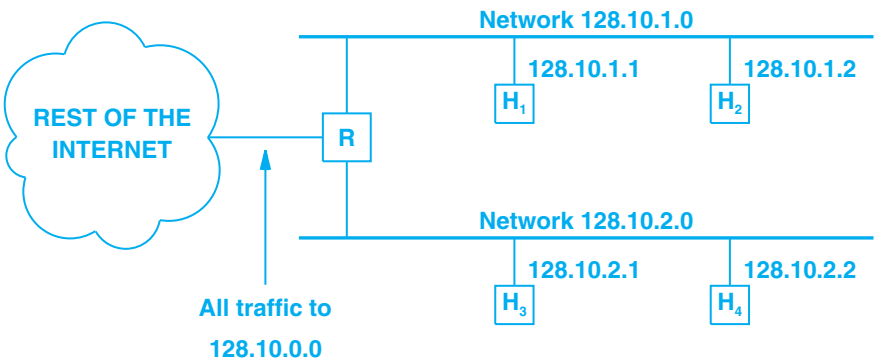 Network 128.10.1.0
128.10.1.1
128.10.1.2
H1
H2
REST OF THE
INTERNET
R
Network 128.10.2.0
128.10.2.1
128.10.2.2
H3
H4
All traffic to
128.10.0.0